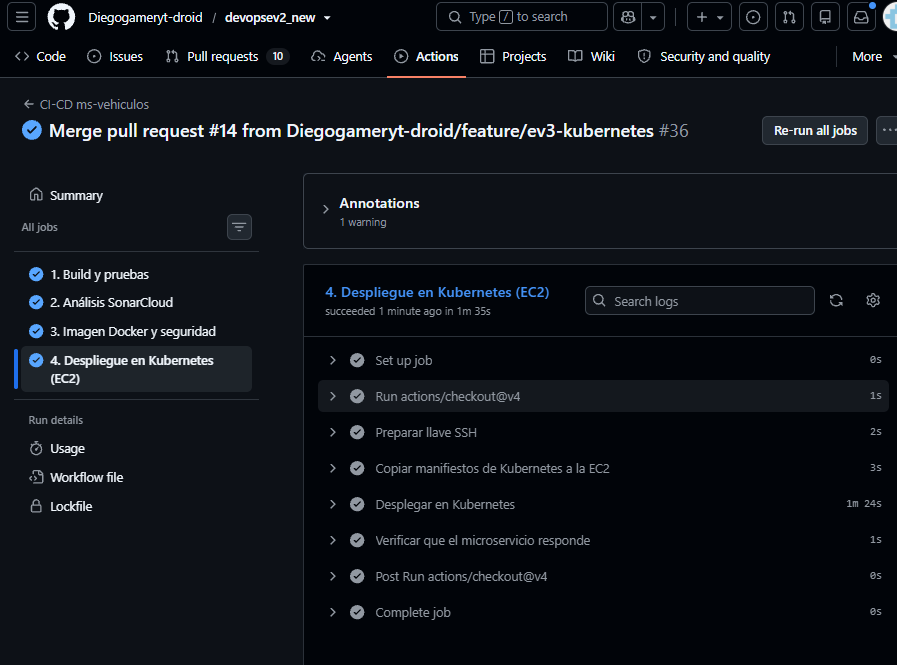 Diegogameryt-droid / devopsev2_new
Type / to search
Code
Issues
Pull requests 10
Agents
Actions
Projects
Wiki
Security and quality
More
← CI-CD ms-vehiculos
Merge pull request #14 from Diegogameryt-droid/feature/ev3-kubernetes #36
Re-run all jobs
Summary
All jobs
1. Build y pruebas
2. Análisis SonarCloud
3. Imagen Docker y seguridad
4. Despliegue en Kubernetes
(EC2)
Run details
Usage
Workflow file
Lockfile
Annotations
1 warning
4. Despliegue en Kubernetes (EC2)
succeeded 1 minute ago in 1m 35s
Search logs
Set up job 0s
Run actions/checkout@v4 1s
Preparar llave SSH 2s
Copiar manifiestos de Kubernetes a la EC2 3s
Desplegar en Kubernetes 1m 24s
Verificar que el microservicio responde 1s
Post Run actions/checkout@v4 0s
Complete job 0s